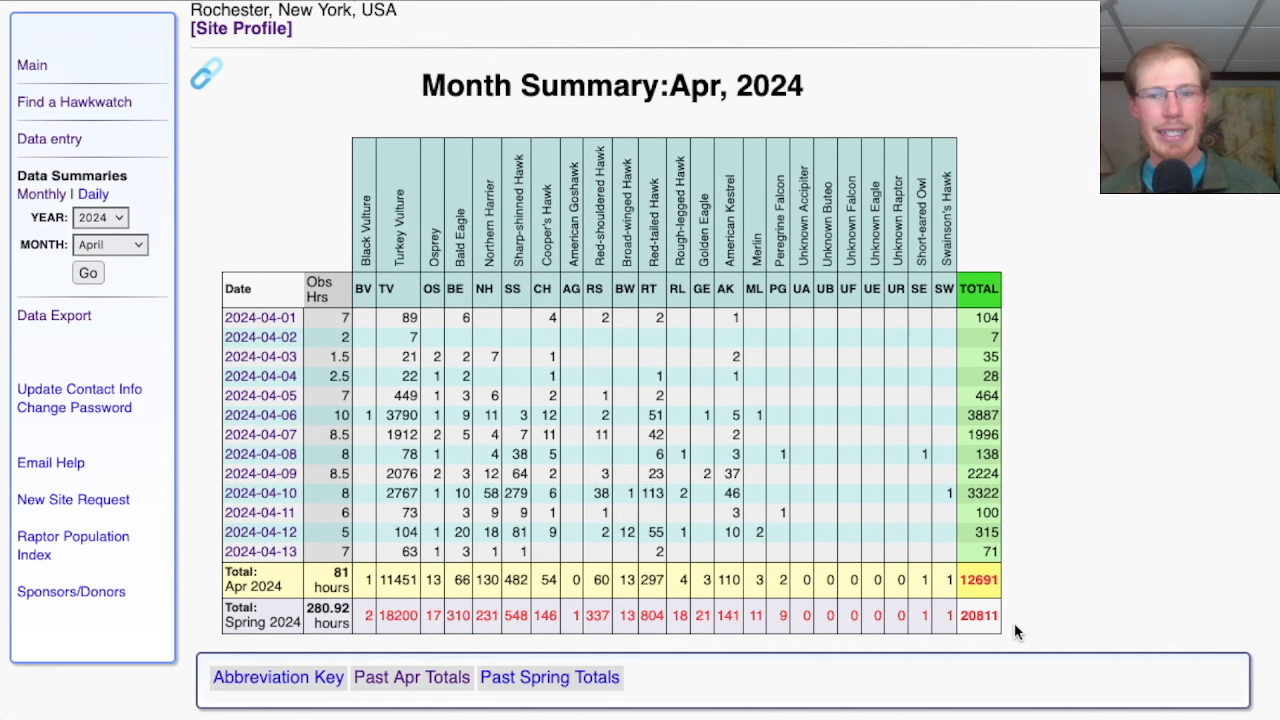 Rochester, New York, USA
[Site Profile]
Main
Find a Hawkwatch
Data entry
Data Summaries
Monthly | Daily
YEAR: 2024
MONTH: April
Go
Data Export
Update Contact Info
Change Password
Email Help
New Site Request
Raptor Population
Index
Sponsors/Donors
Month Summary:Apr, 2024
Black Vulture
Turkey Vulture
Osprey
Bald Eagle
Northern Harrier
Sharp-shinned Hawk
Cooper's Hawk
American Goshawk
Red-shouldered Hawk
Broad-winged Hawk
Red-tailed Hawk
Rough-legged Hawk
Golden Eagle
American Kestrel
Merlin
Peregrine Falcon
Unknown Accipiter
Unknown Buteo
Unknown Falcon
Unknown Eagle
Unknown Raptor
Short-eared Owl
Swainson's Hawk
Date Obs Hrs BV TV OS BE NH SS CH AG RS BW RT RL GE AK ML PG UA UB UF UE UR SE SW TOTAL
2024-04-01 7 89 6 4 2 2 1 104
2024-04-02 2 7 7
2024-04-03 1.5 21 2 2 7 1 2 35
2024-04-04 2.5 22 1 2 1 1 1 28
2024-04-05 7 449 1 3 6 2 1 2 464
2024-04-06 10 1 3790 1 9 11 3 12 2 51 1 5 1 3887
2024-04-07 8.5 1912 2 5 4 7 11 11 42 2 1996
2024-04-08 8 78 1 4 38 5 6 1 3 1 1 138
2024-04-09 8.5 2076 2 3 12 64 2 3 23 2 37 2224
2024-04-10 8 2767 1 10 58 279 6 38 1 113 2 46 1 3322
2024-04-11 6 73 3 9 9 1 1 3 1 100
2024-04-12 5 104 1 20 18 81 9 2 12 55 1 10 2 315
2024-04-13 7 63 1 3 1 1 2 71
Total: Apr 2024 81 hours 1 11451 13 66 130 482 54 0 60 13 297 4 3 110 3 2 0 0 0 0 0 1 1 12691
Total: Spring 2024 280.92 hours 2 18200 17 310 231 548 146 1 337 13 804 18 21 141 11 9 0 0 0 0 0 1 1 20811
Abbreviation Key Past Apr Totals Past Spring Totals